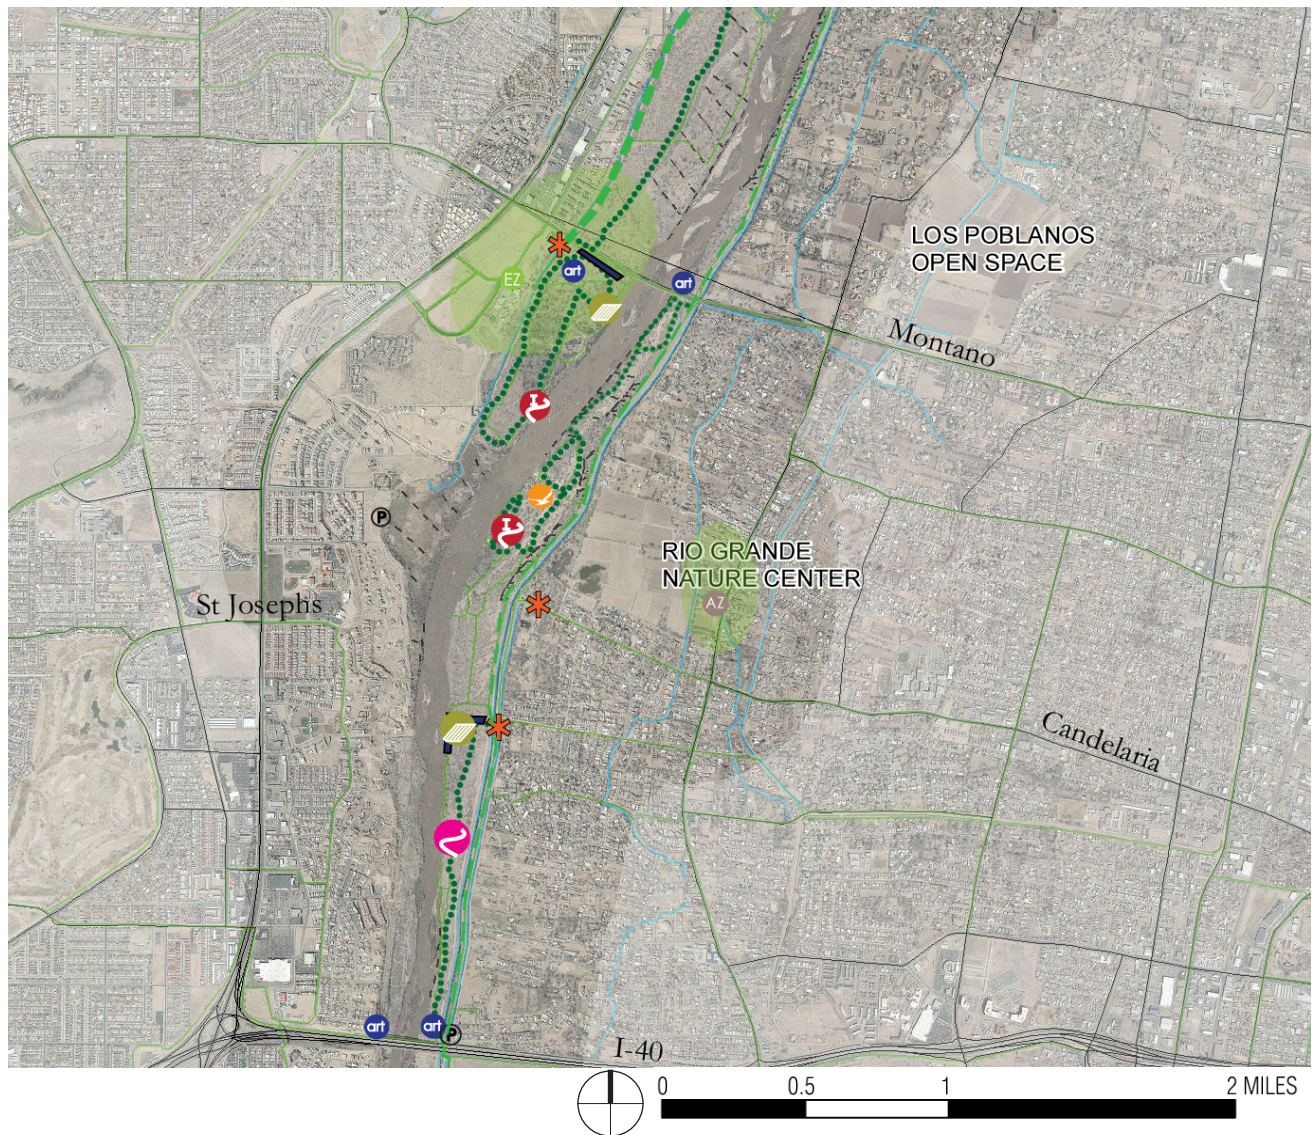 LOS POBLANOS
OPEN SPACE
art
art
EZ
Montano
P
RIO GRANDE
NATURE CENTER
AZ
St Josephs
Candelaria
art
art
P
I-40
0 0.5 1 2 MILES